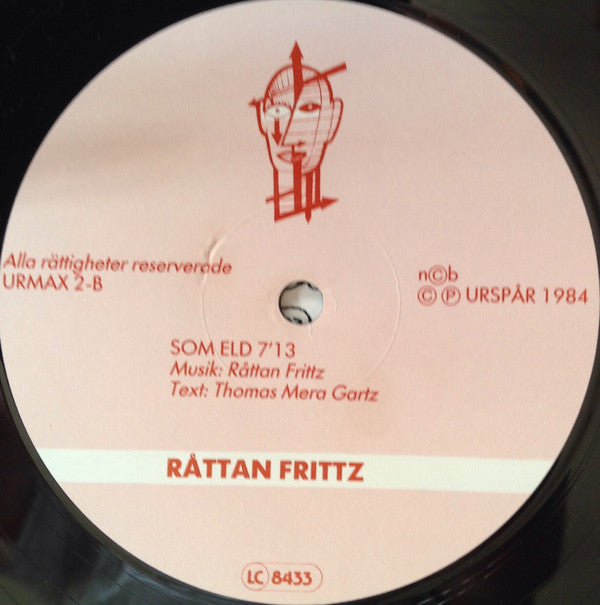 Alla rättigheter reserverade
URMAX 2-B
n©b
© ℗ URSPÅR 1984
SOM ELD 7'13
Musik: Råttan Frittz
Text: Thomas Mera Gartz
RÅTTAN FRITTZ
LC 8433